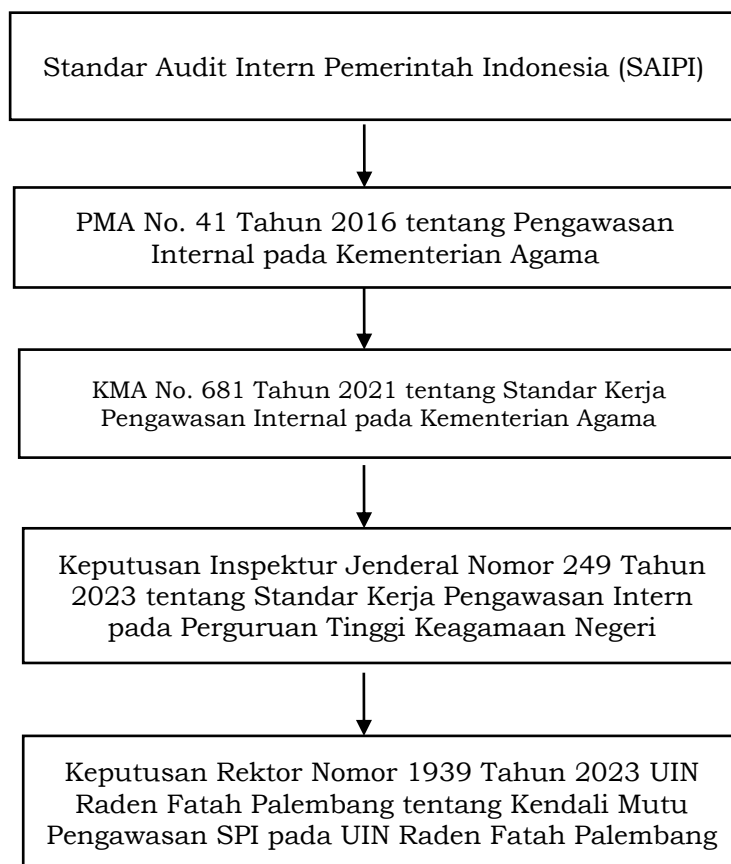 Standar Audit Intern Pemerintah Indonesia (SAIPI)
PMA No. 41 Tahun 2016 tentang Pengawasan
Internal pada Kementerian Agama
KMA No. 681 Tahun 2021 tentang Standar Kerja
Pengawasan Internal pada Kementerian Agama
Keputusan Inspektur Jenderal Nomor 249 Tahun
2023 tentang Standar Kerja Pengawasan Intern
pada Perguruan Tinggi Keagamaan Negeri
Keputusan Rektor Nomor 1939 Tahun 2023 UIN
Raden Fatah Palembang tentang Kendali Mutu
Pengawasan SPI pada UIN Raden Fatah Palembang